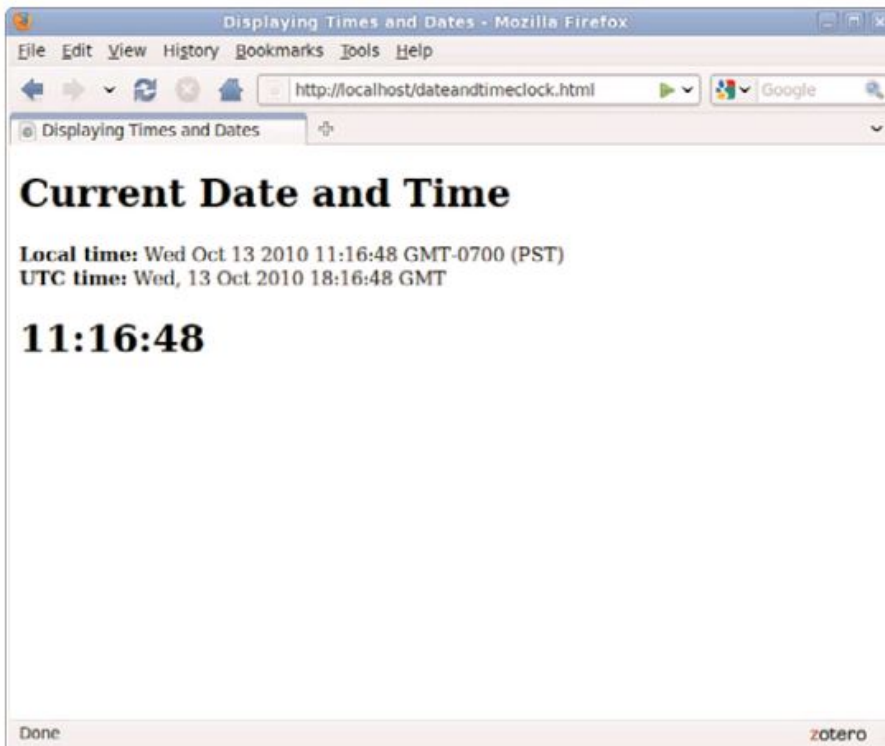 Displaying Times and Dates - Mozilla Firefox
File Edit View History Bookmarks Tools Help
http://localhost/dateandtimeclock.html Google
Displaying Times and Dates
Current Date and Time
Local time: Wed Oct 13 2010 11:16:48 GMT-0700 (PST)
UTC time: Wed, 13 Oct 2010 18:16:48 GMT
11:16:48
Done zotero